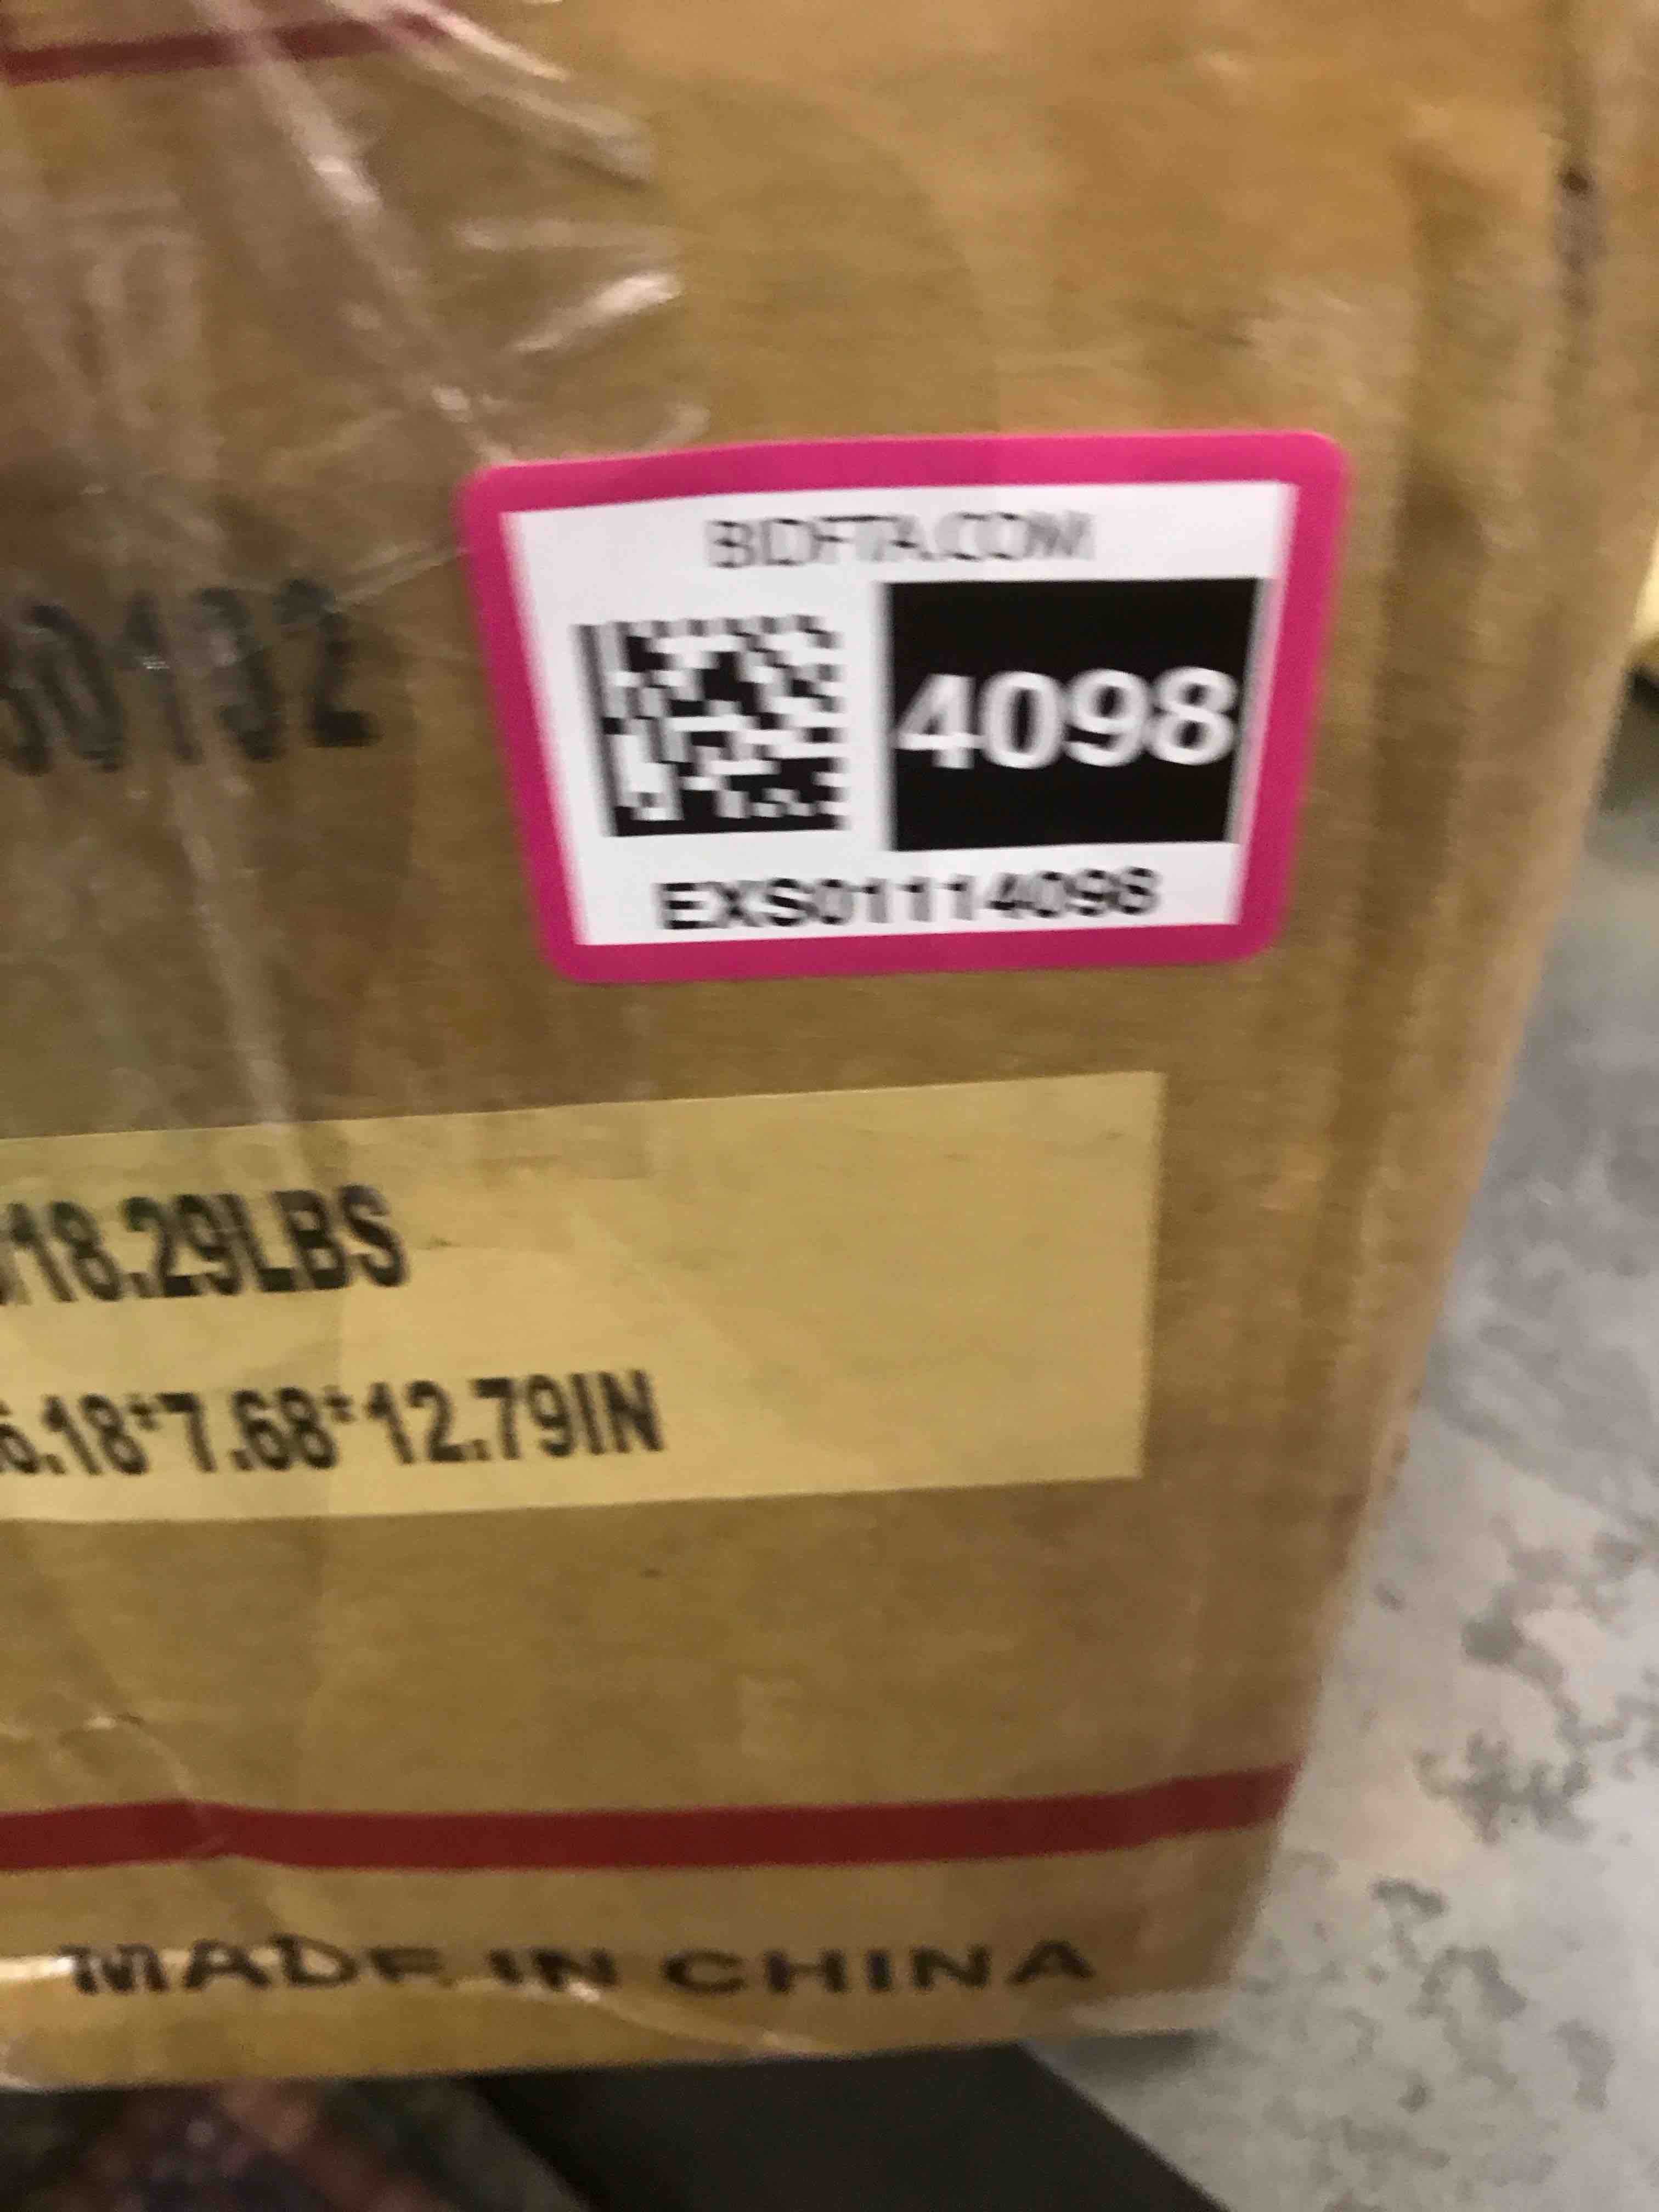 BIDFTA.COM
4098
EXS01114098
18.29LBS
.18*7.68*12.79IN
MADE IN CHINA